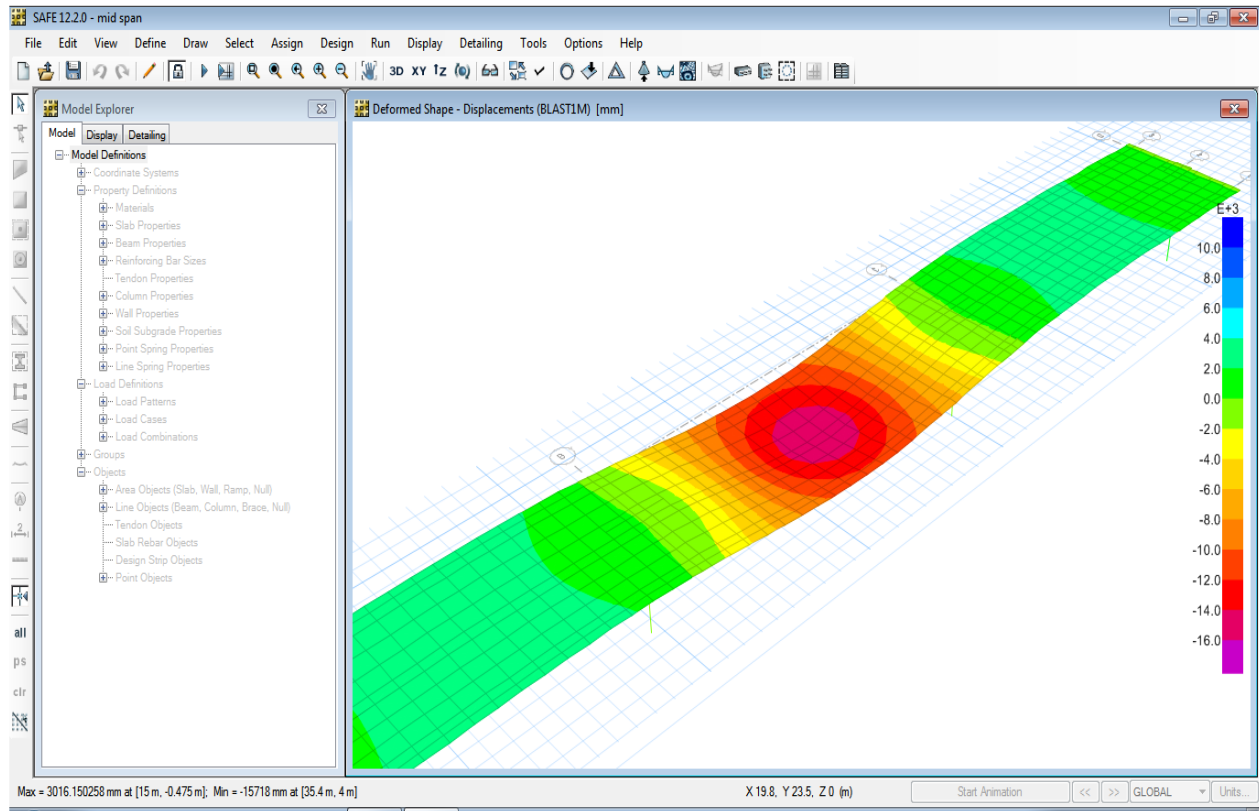 SAFE 12.2.0 - mid span
File Edit View Define Draw Select Assign Design Run Display Detailing Tools Options Help
3D XY
Model Explorer
Deformed Shape - Displacements (BLAST1M) [mm]
Model Display Detailing
Model Definitions
Coordinate Systems
Property Definitions
Materials
Slab Properties
Beam Properties
Reinforcing Bar Sizes
Tendon Properties
Column Properties
Wall Properties
Soil Subgrade Properties
Point Spring Properties
Line Spring Properties
Load Definitions
Load Patterns
Load Cases
Load Combinations
Groups
Objects
Area Objects (Slab, Wall, Ramp, Null)
Line Objects (Beam, Column, Brace, Null)
Tendon Objects
Slab Rebar Objects
Design Strip Objects
Point Objects
2
all
ps
clr
E+3
10.0
8.0
6.0
4.0
2.0
0.0
-2.0
-4.0
-6.0
-8.0
-10.0
-12.0
-14.0
-16.0
Max = 3016.150258 mm at [15 m, -0.475 m]; Min = -15718 mm at [35.4 m, 4 m]
X 19.8, Y 23.5, Z 0 (m)
Start Animation
<< >>
GLOBAL
Units...